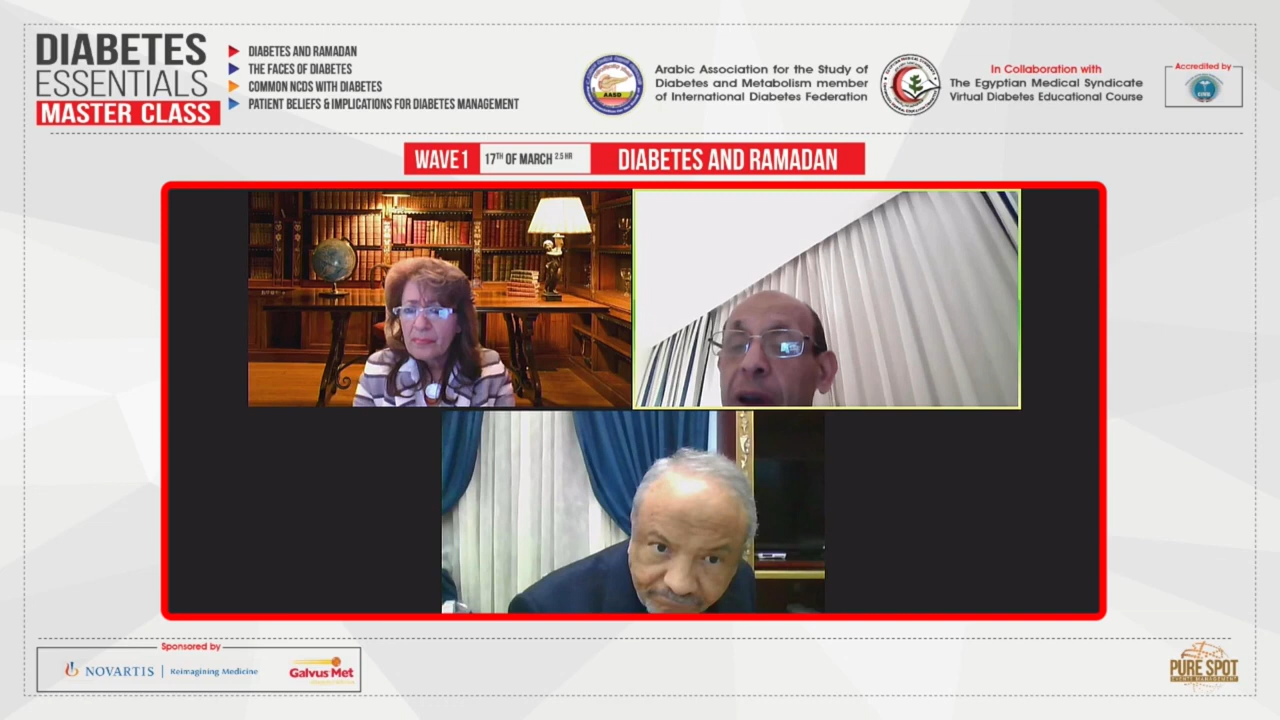 DIABETES
ESSENTIALS
MASTER CLASS
DIABETES AND RAMADAN
THE FACES OF DIABETES
COMMON NCDS WITH DIABETES
PATIENT BELIEFS & IMPLICATIONS FOR DIABETES MANAGEMENT
AASD
Arabic Association for the Study of
Diabetes and Metabolism member
of International Diabetes Federation
In Collaboration with
The Egyptian Medical Syndicate
Virtual Diabetes Educational Course
Accredited by
WAVE1 17TH OF MARCH 2.5 HR DIABETES AND RAMADAN
Sponsored by
NOVARTIS | Reimagining Medicine
Galvus Met
PURE SPOT
EVENTS MANAGEMENT